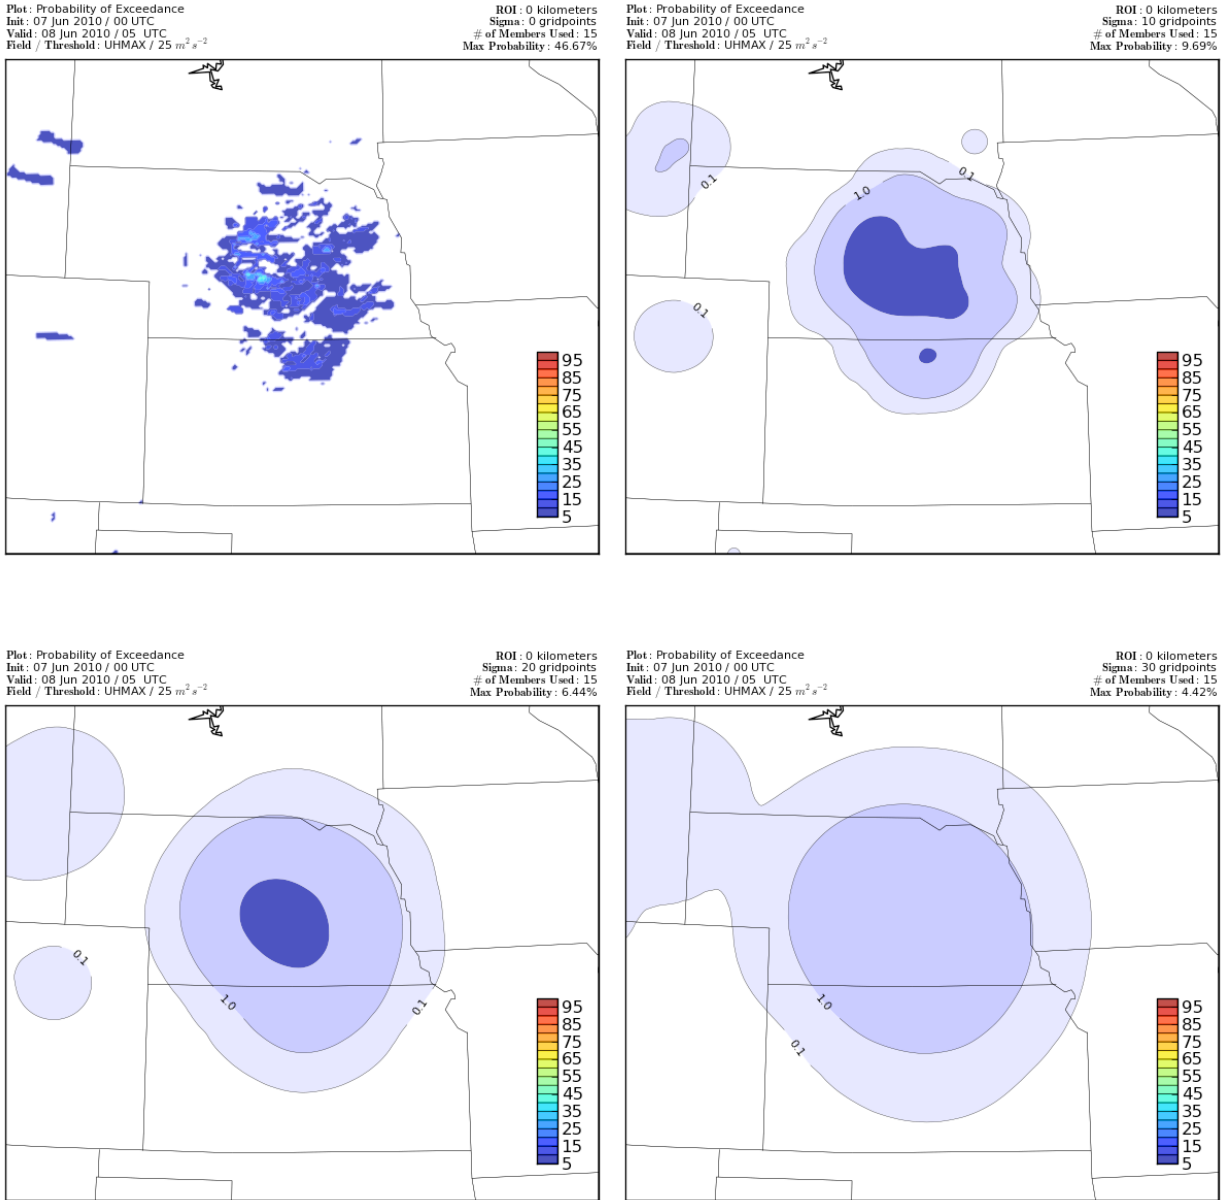 Plot: Probability of Exceedance
Init: 07 Jun 2010 / 00 UTC
Valid: 08 Jun 2010 / 05 UTC
Field / Threshold: UHMAX / 25 m² s⁻²
ROI: 0 kilometers
Sigma: 0 gridpoints
# of Members Used: 15
Max Probability: 46.67%
95
85
75
65
55
45
35
25
15
5
Plot: Probability of Exceedance
Init: 07 Jun 2010 / 00 UTC
Valid: 08 Jun 2010 / 05 UTC
Field / Threshold: UHMAX / 25 m² s⁻²
ROI: 0 kilometers
Sigma: 10 gridpoints
# of Members Used: 15
Max Probability: 9.69%
0.1
0.1
1.0
0.1
95
85
75
65
55
45
35
25
15
5
Plot: Probability of Exceedance
Init: 07 Jun 2010 / 00 UTC
Valid: 08 Jun 2010 / 05 UTC
Field / Threshold: UHMAX / 25 m² s⁻²
ROI: 0 kilometers
Sigma: 20 gridpoints
# of Members Used: 15
Max Probability: 6.44%
0.1
1.0
0.1
95
85
75
65
55
45
35
25
15
5
Plot: Probability of Exceedance
Init: 07 Jun 2010 / 00 UTC
Valid: 08 Jun 2010 / 05 UTC
Field / Threshold: UHMAX / 25 m² s⁻²
ROI: 0 kilometers
Sigma: 30 gridpoints
# of Members Used: 15
Max Probability: 4.42%
1.0
0.1
95
85
75
65
55
45
35
25
15
5